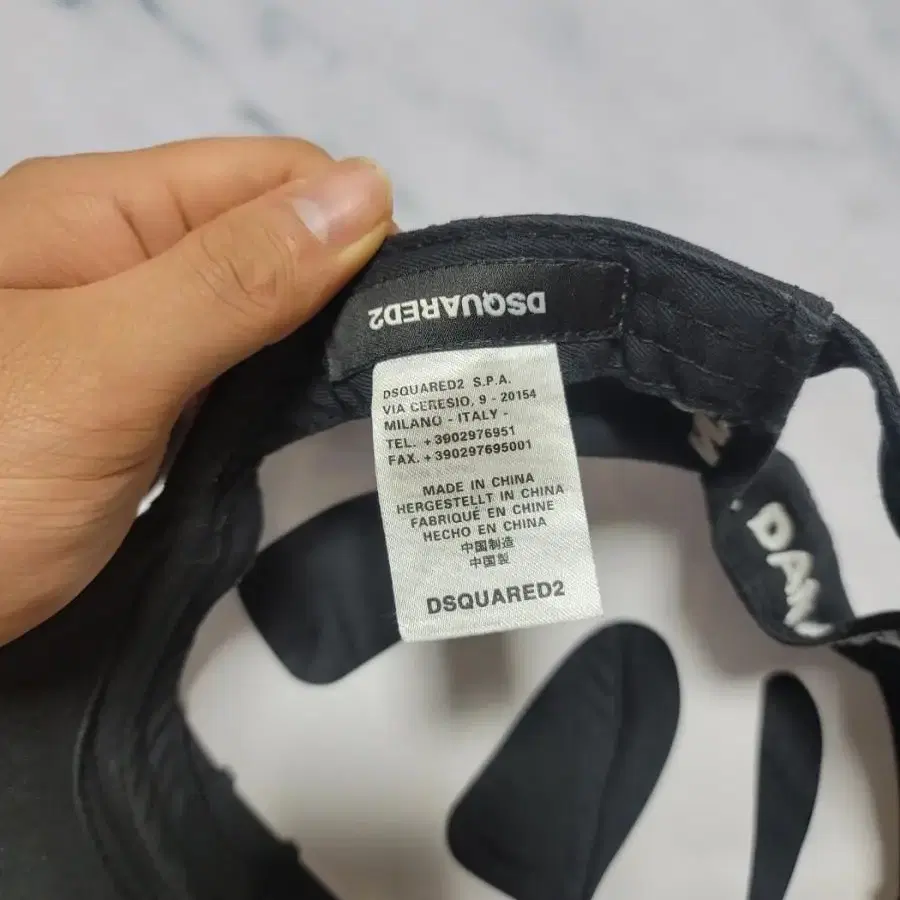 DSQUARED2
DSQUARED2 S.P.A.
VIA CERESIO, 9 - 20154
MILANO - ITALY -
TEL. +3902976951
FAX. +390297695001
MADE IN CHINA
HERGESTELLT IN CHINA
FABRIQUÉ EN CHINE
HECHO EN CHINA
中国制造
中国製
DSQUARED2